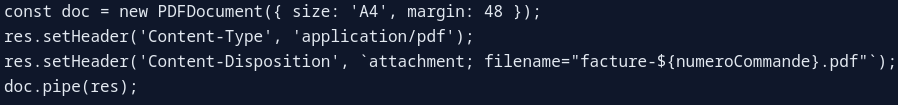 const doc = new PDFDocument({ size: 'A4', margin: 48 });
res.setHeader('Content-Type', 'application/pdf');
res.setHeader('Content-Disposition', `attachment; filename="facture-${numeroCommande}.pdf"`);
doc.pipe(res);